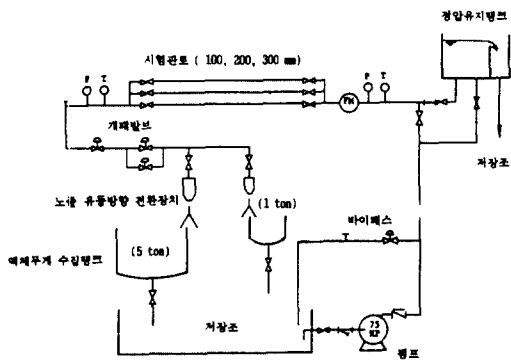 정압유지탱크
시험관로 ( 100, 200, 300 mm)
P T
P T
FM
개폐발브
저장조
노즐 유동방향 전환장치
(1 ton)
바이패스
(5 ton)
액체무게 수집탱크
T
저장조
75
HP
펌프